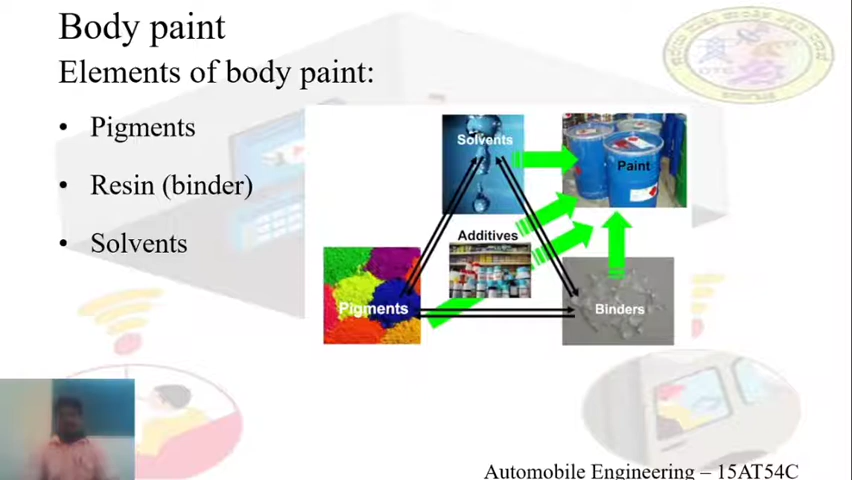 Body paint
Elements of body paint:
• Pigments
• Resin (binder)
• Solvents
Solvents
Paint
Additives
Pigments
Binders
Automobile Engineering – 15AT54C